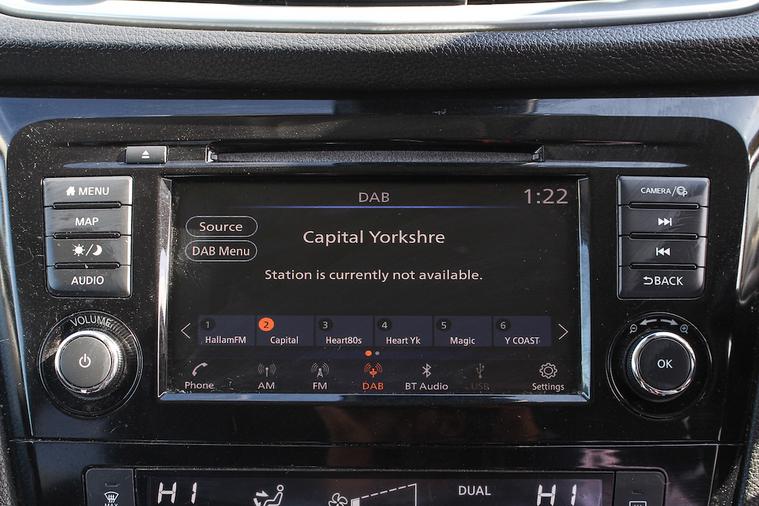 MENU
MAP
AUDIO
VOLUME
DAB
1:22
Source
DAB Menu
Capital Yorkshre
Station is currently not available.
1 2 3 4 5 6
HallamFM Capital Heart80s Heart Yk Magic Y COAST
Phone AM FM DAB BT Audio USB Settings
CAMERA/
BACK
OK
HI DUAL HI
MAX